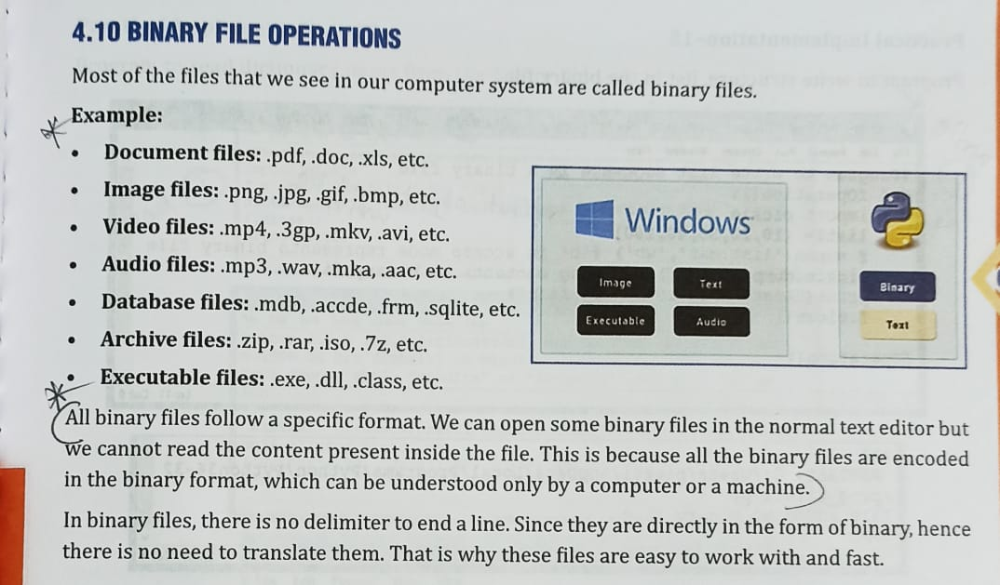 4.10 BINARY FILE OPERATIONS
Most of the files that we see in our computer system are called binary files.
Example:
• Document files: .pdf, .doc, .xls, etc.
• Image files: .png, .jpg, .gif, .bmp, etc.
• Video files: .mp4, .3gp, .mkv, .avi, etc.
• Audio files: .mp3, .wav, .mka, .aac, etc.
• Database files: .mdb, .accde, .frm, .sqlite, etc.
• Archive files: .zip, .rar, .iso, .7z, etc.
• Executable files: .exe, .dll, .class, etc.
Windows
Image Text
Executable Audio
Binary
Text
All binary files follow a specific format. We can open some binary files in the normal text editor but
we cannot read the content present inside the file. This is because all the binary files are encoded
in the binary format, which can be understood only by a computer or a machine.
In binary files, there is no delimiter to end a line. Since they are directly in the form of binary, hence
there is no need to translate them. That is why these files are easy to work with and fast.